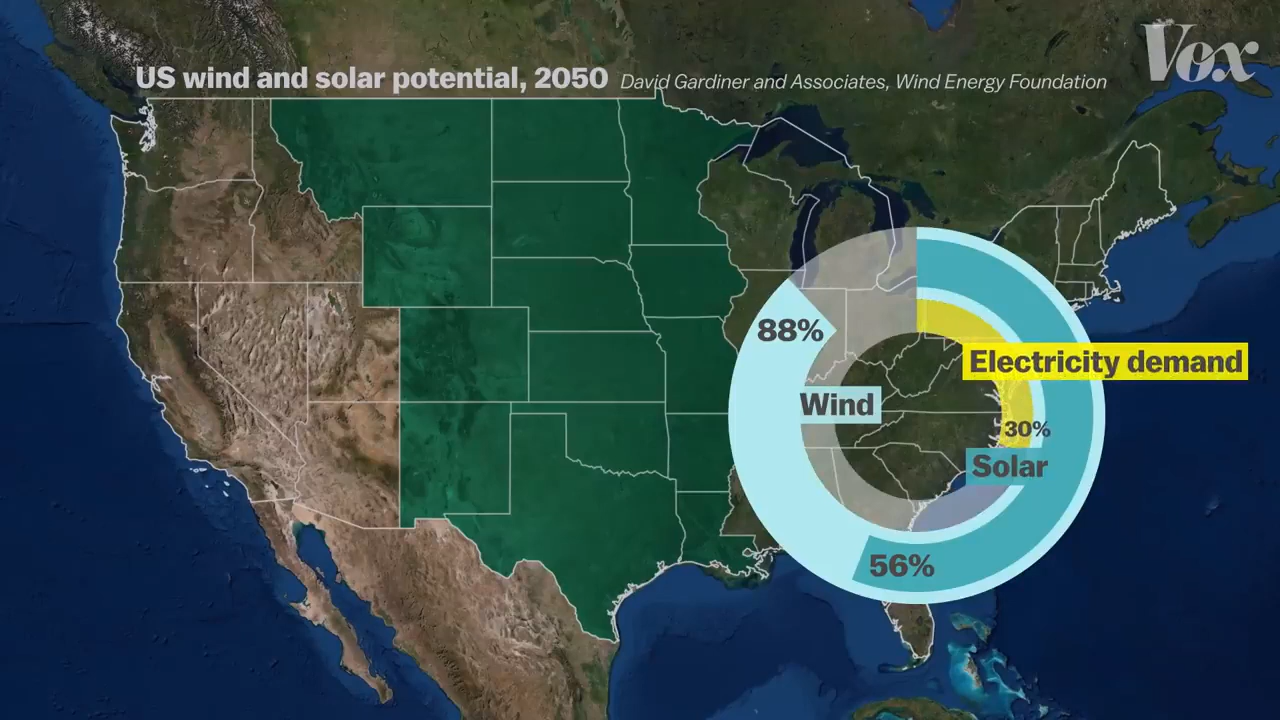 Vox
US wind and solar potential, 2050 David Gardiner and Associates, Wind Energy Foundation
88%
Electricity demand
Wind
30%
Solar
56%